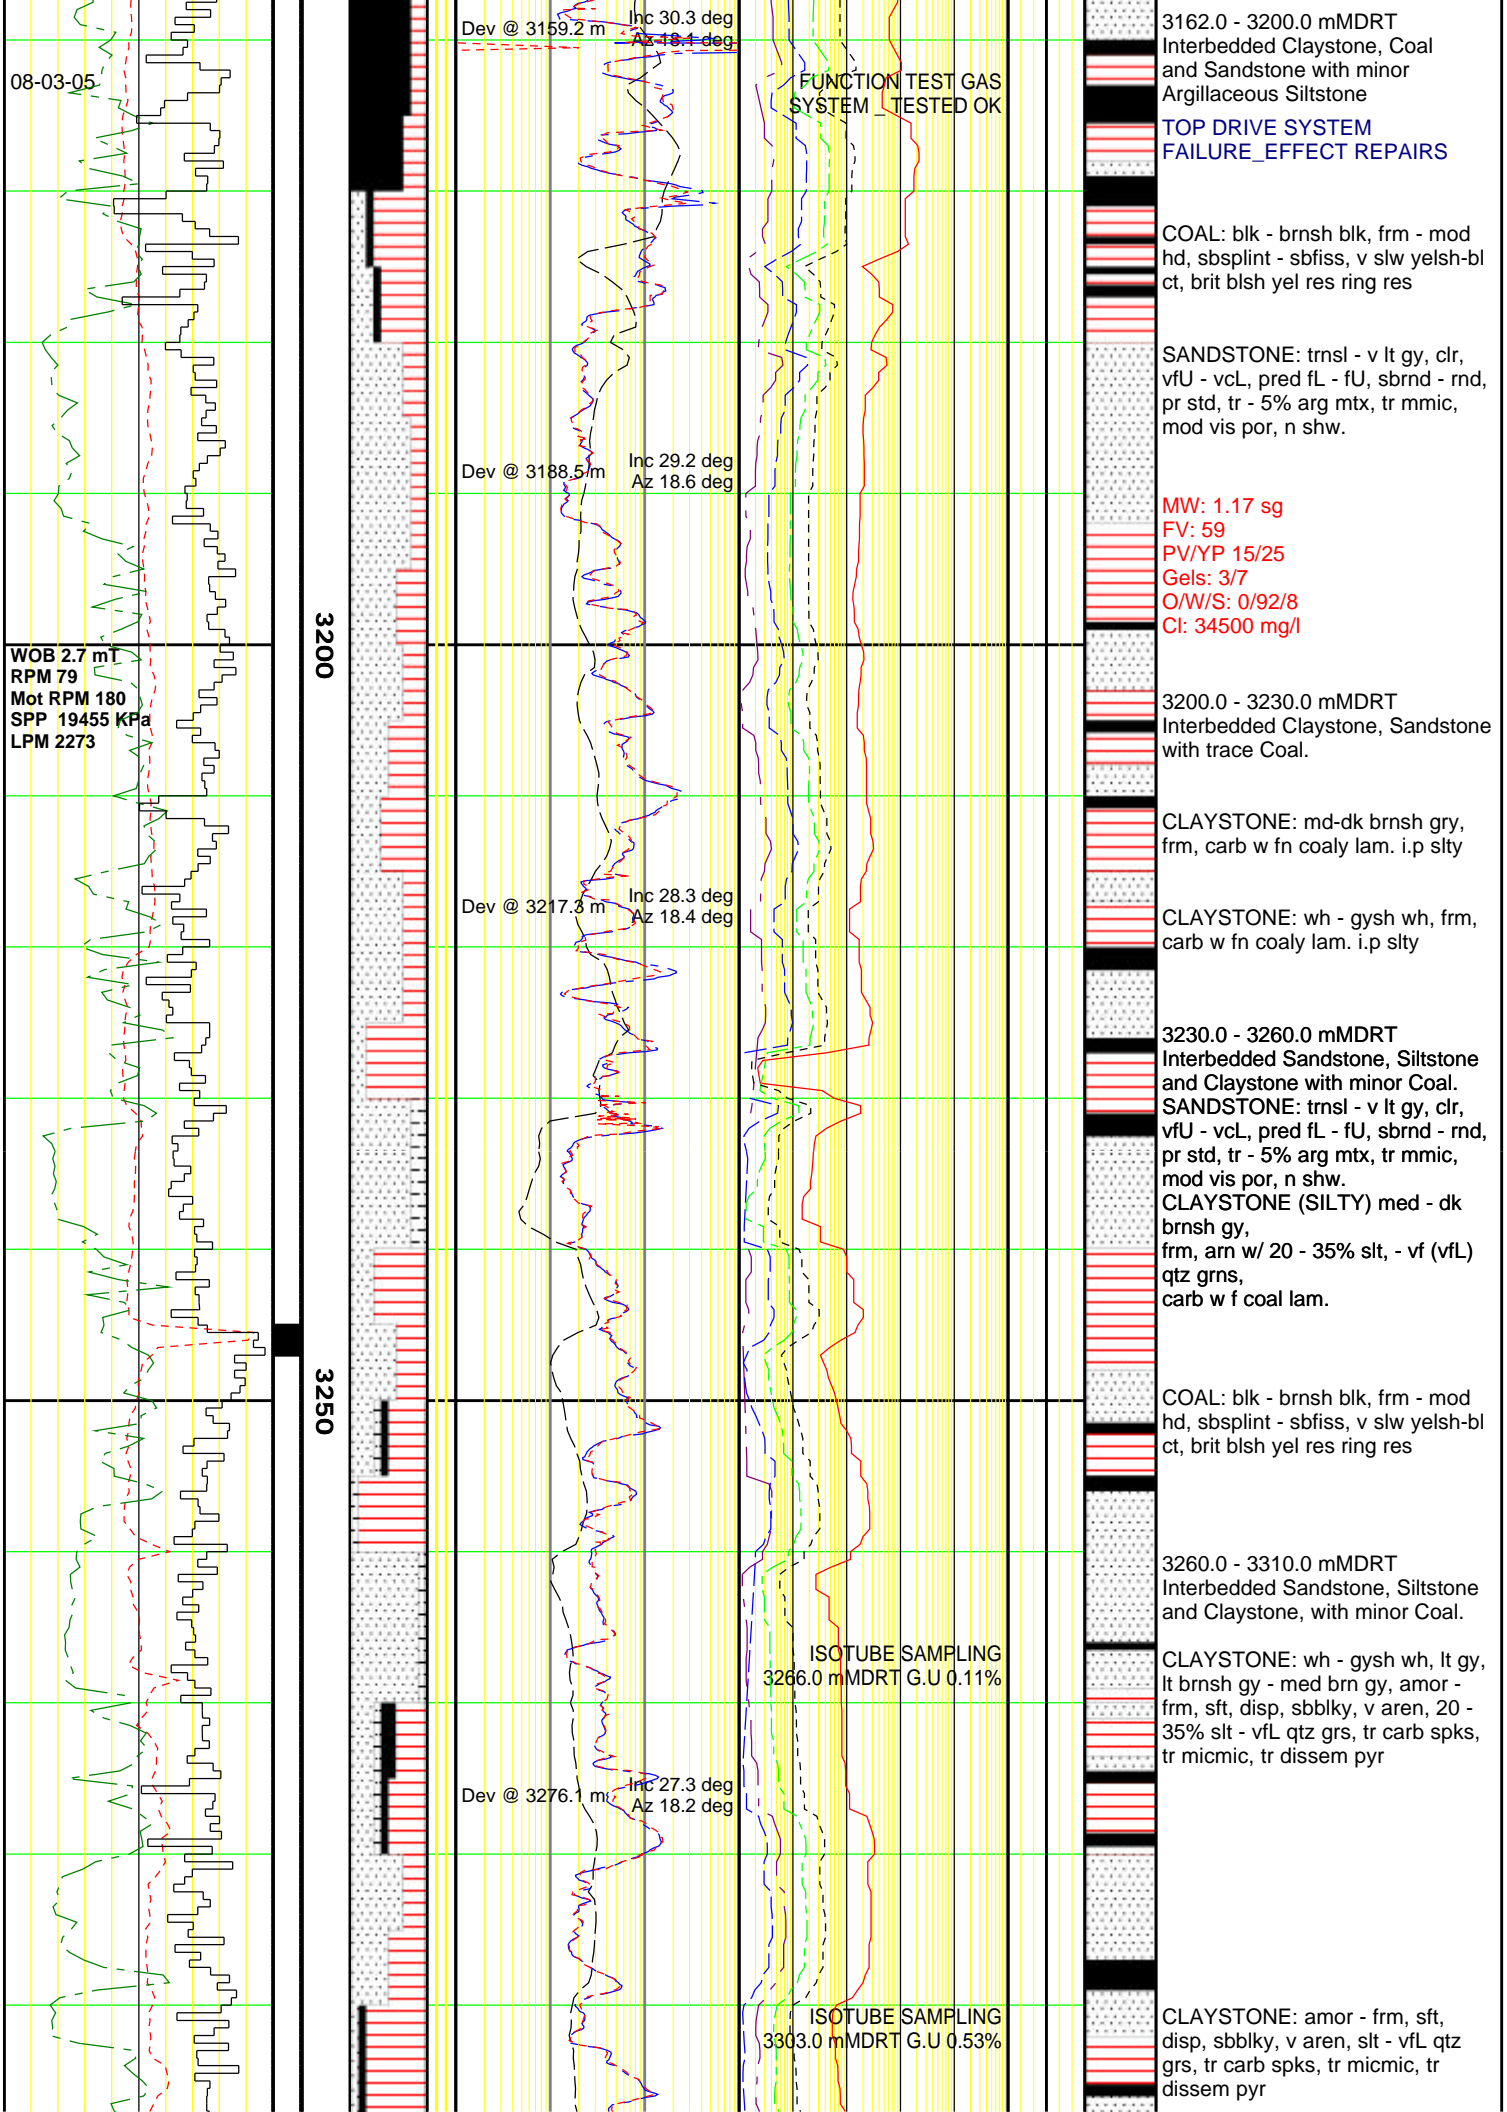 08-03-05
WOB 2.7 mT
RPM 79
Mot RPM 180
SPP 19455 KPa
LPM 2273
3200
3250
Dev @ 3159.2 m
Inc 30.3 deg
Az 18.1 deg
FUNCTION TEST GAS
SYSTEM _ TESTED OK
Dev @ 3188.5 m
Inc 29.2 deg
Az 18.6 deg
Dev @ 3217.3 m
Inc 28.3 deg
Az 18.4 deg
ISOTUBE SAMPLING
3266.0 mMDRT G.U 0.11%
Dev @ 3276.1 m
Inc 27.3 deg
Az 18.2 deg
ISOTUBE SAMPLING
3303.0 mMDRT G.U 0.53%
3162.0 - 3200.0 mMDRT
Interbedded Claystone, Coal
and Sandstone with minor
Argillaceous Siltstone
TOP DRIVE SYSTEM
FAILURE_EFFECT REPAIRS
COAL: blk - brnsh blk, frm - mod
hd, sbsplint - sbfiss, v slw yelsh-bl
ct, brit blsh yel res ring res
SANDSTONE: trnsl - v lt gy, clr,
vfU - vcL, pred fL - fU, sbrnd - rnd,
pr std, tr - 5% arg mtx, tr mmic,
mod vis por, n shw.
MW: 1.17 sg
FV: 59
PV/YP 15/25
Gels: 3/7
O/W/S: 0/92/8
Cl: 34500 mg/l
3200.0 - 3230.0 mMDRT
Interbedded Claystone, Sandstone
with trace Coal.
CLAYSTONE: md-dk brnsh gry,
frm, carb w fn coaly lam. i.p slty
CLAYSTONE: wh - gysh wh, frm,
carb w fn coaly lam. i.p slty
3230.0 - 3260.0 mMDRT
Interbedded Sandstone, Siltstone
and Claystone with minor Coal.
SANDSTONE: trnsl - v lt gy, clr,
vfU - vcL, pred fL - fU, sbrnd - rnd,
pr std, tr - 5% arg mtx, tr mmic,
mod vis por, n shw.
CLAYSTONE (SILTY) med - dk
brnsh gy,
frm, arn w/ 20 - 35% slt, - vf (vfL)
qtz grns,
carb w f coal lam.
COAL: blk - brnsh blk, frm - mod
hd, sbsplint - sbfiss, v slw yelsh-bl
ct, brit blsh yel res ring res
3260.0 - 3310.0 mMDRT
Interbedded Sandstone, Siltstone
and Claystone, with minor Coal.
CLAYSTONE: wh - gysh wh, lt gy,
lt brnsh gy - med brn gy, amor -
frm, sft, disp, sbblky, v aren, 20 -
35% slt - vfL qtz grs, tr carb spks,
tr micmic, tr dissem pyr
CLAYSTONE: amor - frm, sft,
disp, sbblky, v aren, slt - vfL qtz
grs, tr carb spks, tr micmic, tr
dissem pyr